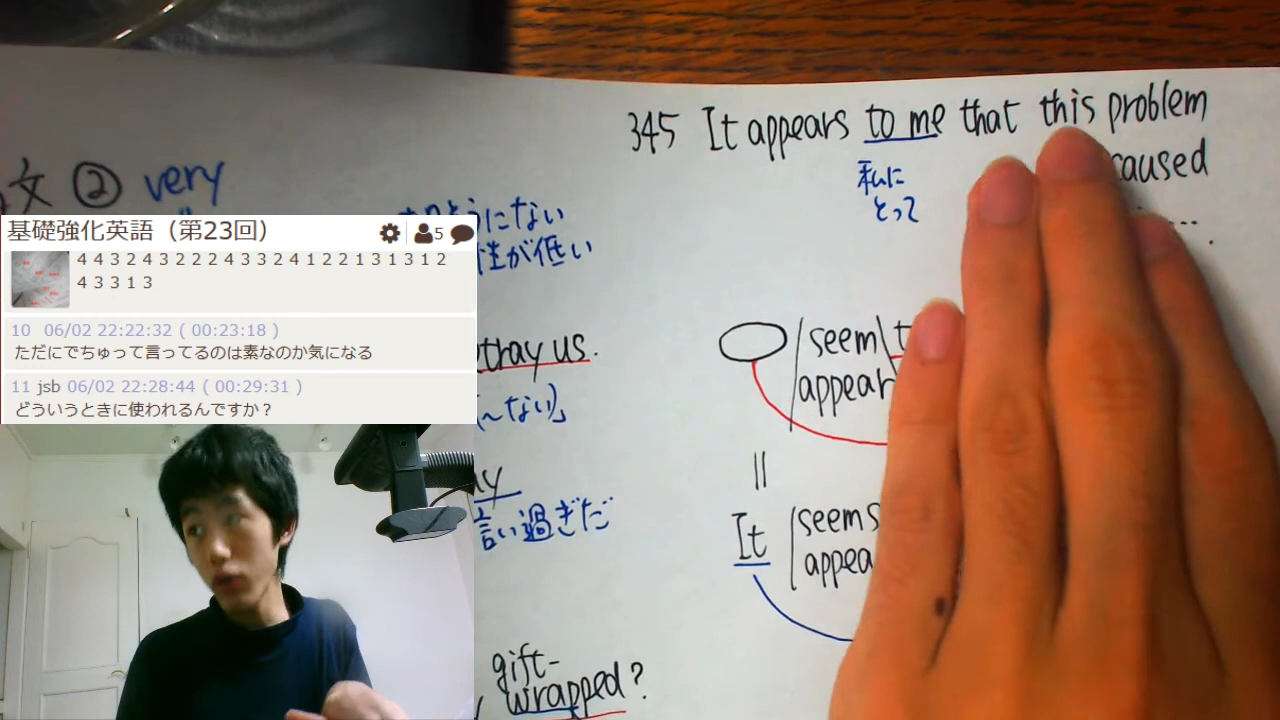 345 It appears to me that this problem
caused
私に
とって
文 ② very
にない
性が低い
基礎強化英語（第23回）
5
4 4 3 2 4 3 2 2 2 4 3 3 2 4 1 2 2 1 3 1 3 1 2
4 3 3 1 3
10 06/02 22:22:32 ( 00:23:18 )
ただにでちゅって言ってるのは素なのか気になる
11 jsb 06/02 22:28:44 ( 00:29:31 )
どういうときに使われるんですか？
tray us.
〜ない」
言い過ぎだ
gift-
wrapped?
seem
appear
||
It seems
appea